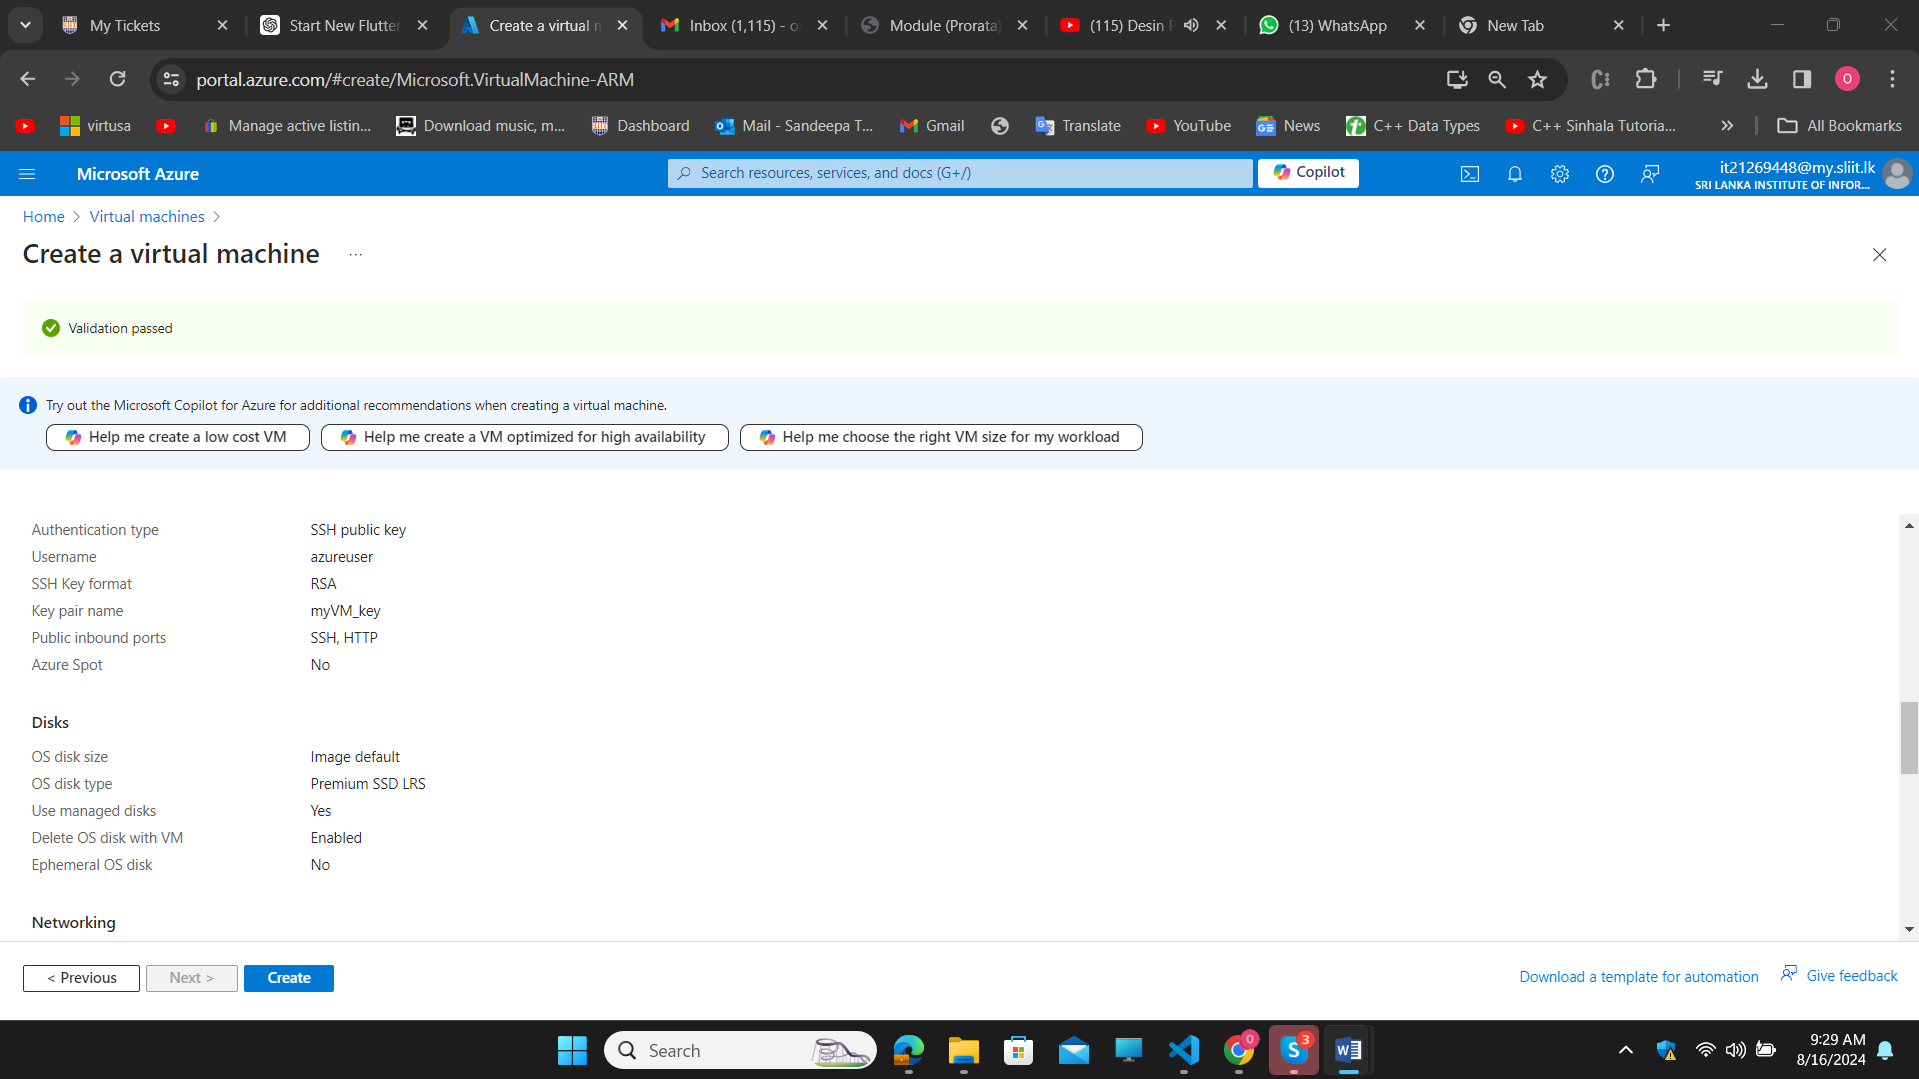 My Tickets
Start New Flutter
Create a virtual m
Inbox (1,115) - o
Module (Prorata)
(115) Desin
(13) WhatsApp
New Tab
portal.azure.com/#create/Microsoft.VirtualMachine-ARM
O
virtusa
Manage active listin...
Download music, m...
Dashboard
Mail - Sandeepa T...
Gmail
Translate
YouTube
News
C++ Data Types
C++ Sinhala Tutoria...
All Bookmarks
Microsoft Azure
Search resources, services, and docs (G+/)
Copilot
it21269448@my.sliit.lk
SRI LANKA INSTITUTE OF INFOR...
Home > Virtual machines >
Create a virtual machine ...
Validation passed
Try out the Microsoft Copilot for Azure for additional recommendations when creating a virtual machine.
Help me create a low cost VM
Help me create a VM optimized for high availability
Help me choose the right VM size for my workload
Authentication type SSH public key
Username azureuser
SSH Key format RSA
Key pair name myVM_key
Public inbound ports SSH, HTTP
Azure Spot No
Disks
OS disk size Image default
OS disk type Premium SSD LRS
Use managed disks Yes
Delete OS disk with VM Enabled
Ephemeral OS disk No
Networking
< Previous
Next >
Create
Download a template for automation
Give feedback
Search
0
3
9:29 AM
8/16/2024